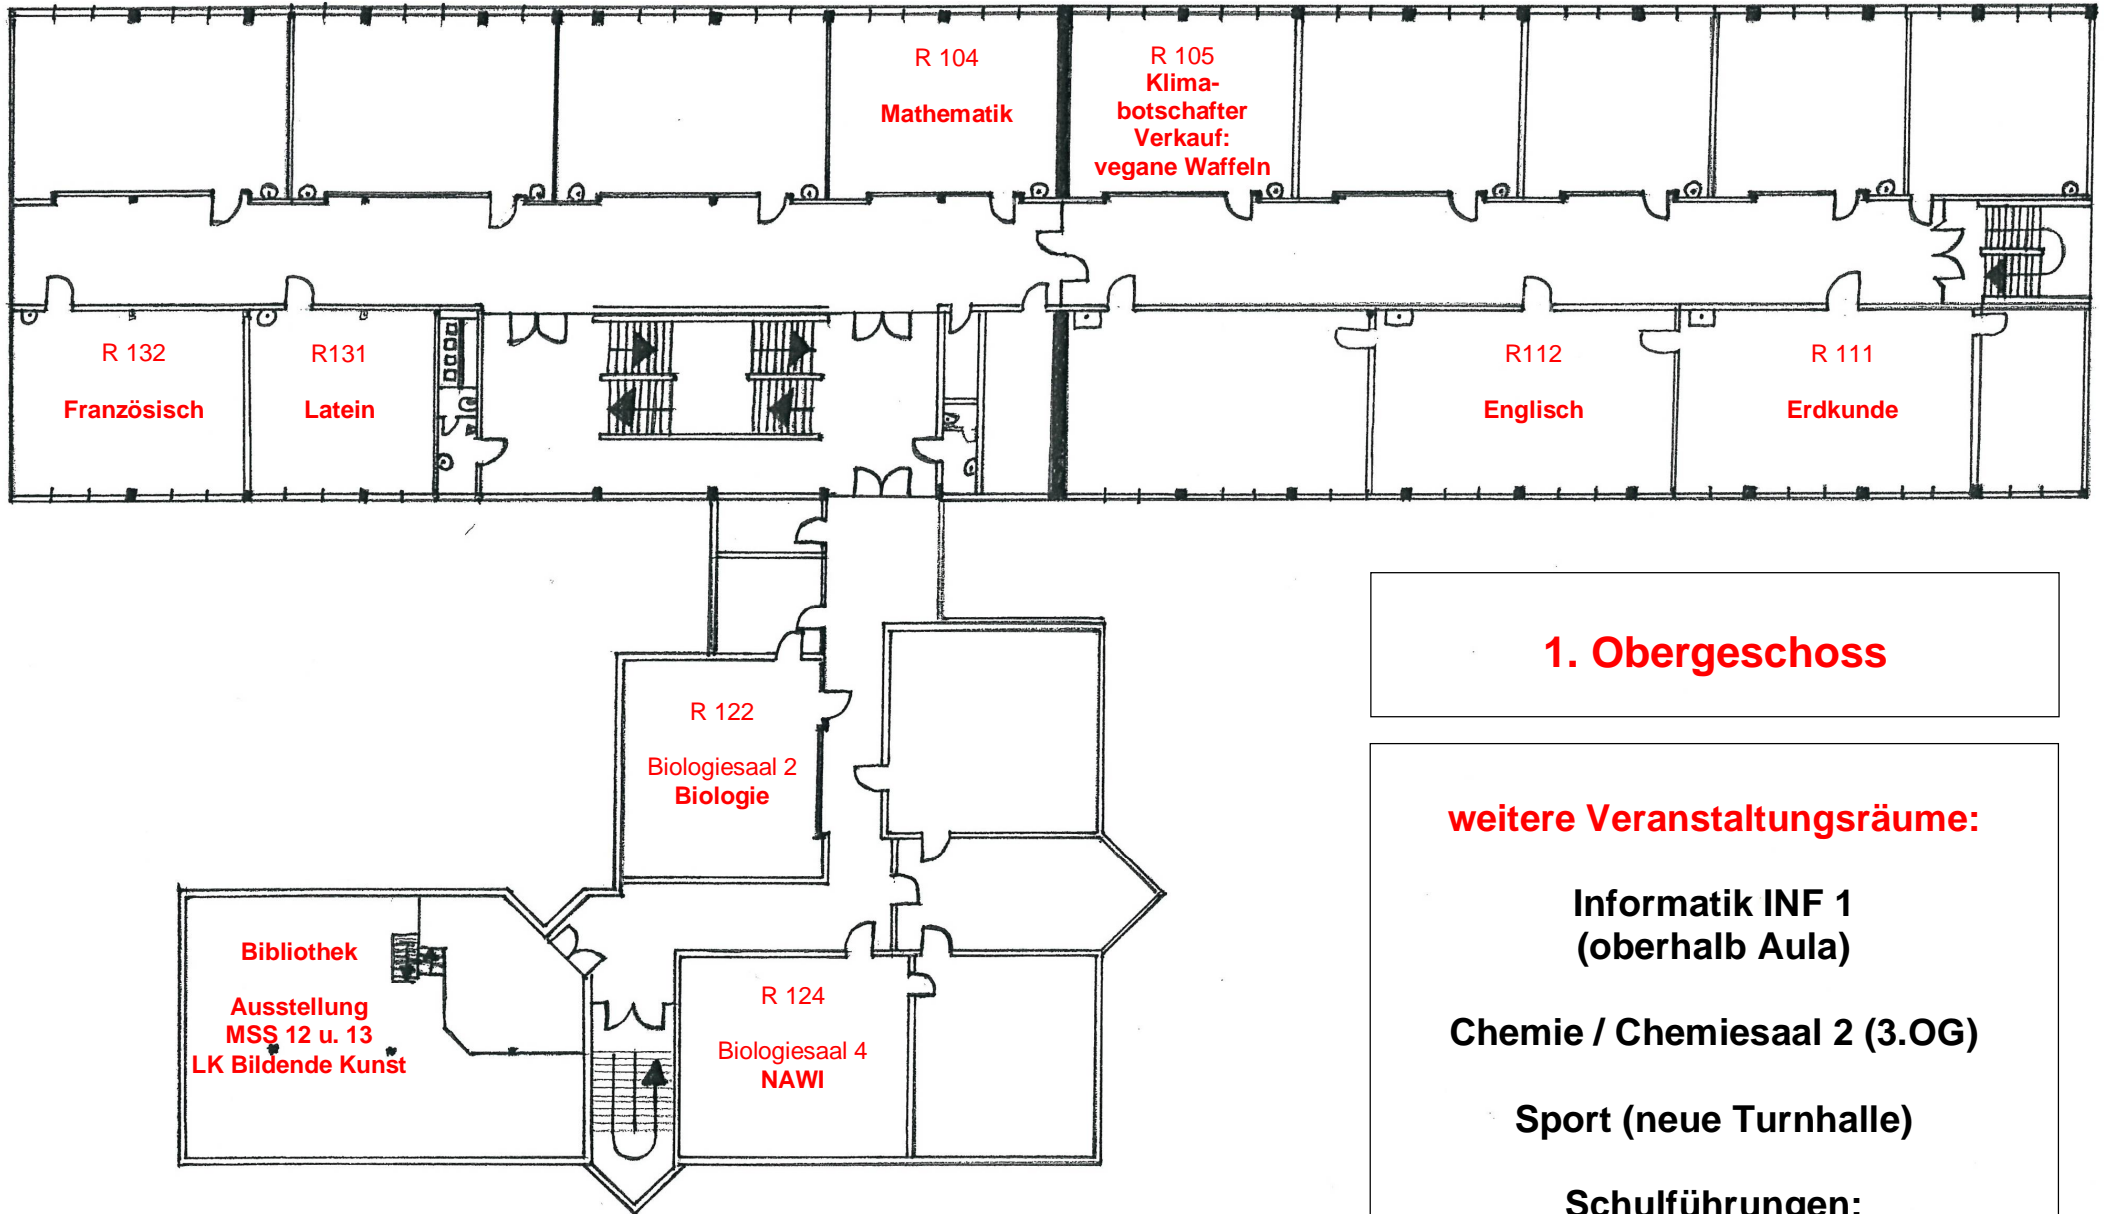 R 104
Mathematik
R 105
Klima-
botschafter
Verkauf:
vegane Waffeln
R 132
Französisch
R131
Latein
R112
Englisch
R 111
Erdkunde
1. Obergeschoss
R 122
Biologiesaal 2
Biologie
weitere Veranstaltungsräume:
Informatik INF 1
(oberhalb Aula)
Chemie / Chemiesaal 2 (3.OG)
Sport (neue Turnhalle)
Schulführungen:
Bibliothek
Ausstellung
MSS 12 u. 13
LK Bildende Kunst
R 124
Biologiesaal 4
NAWI